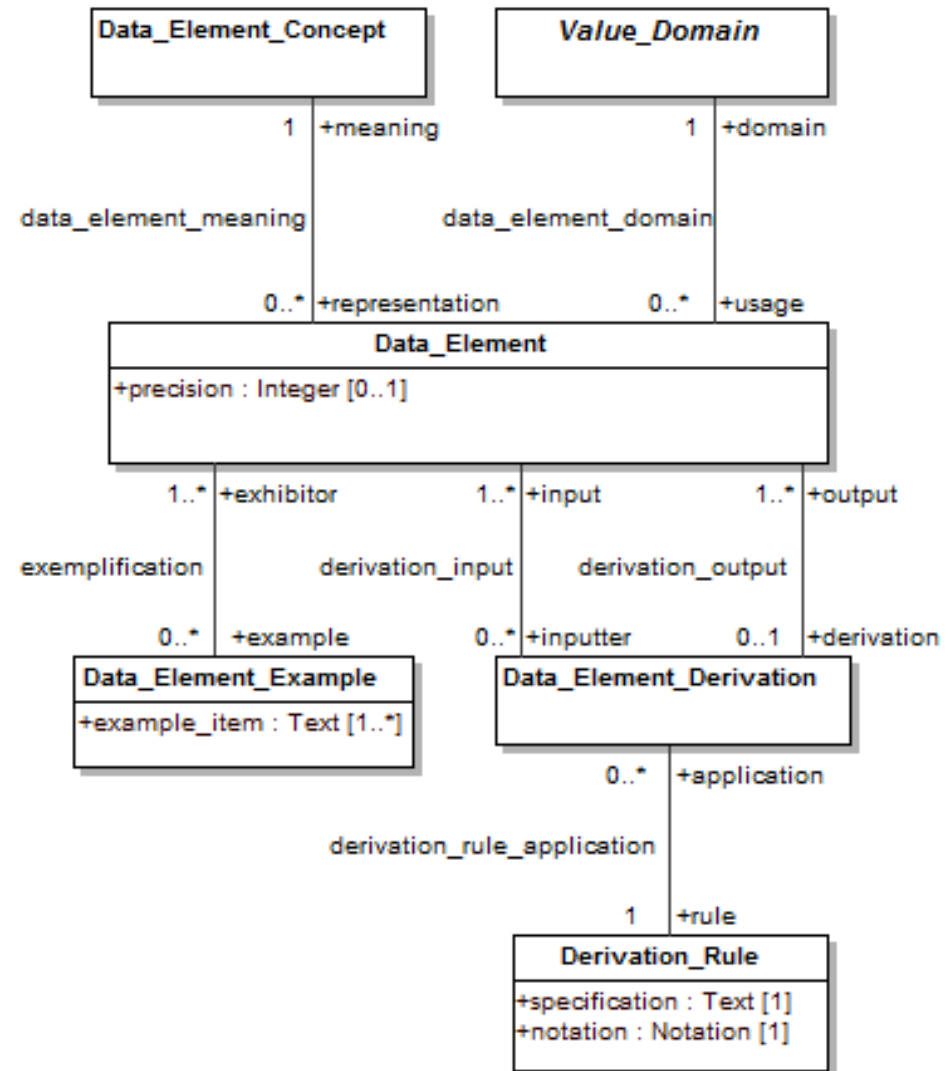 Data_Element_Concept
Value_Domain
1 +meaning
1 +domain
data_element_meaning
data_element_domain
0..* +representation
0..* +usage
Data_Element
+precision : Integer [0..1]
1..* +exhibitor
1..* +input
1..* +output
exemplification
derivation_input
derivation_output
0..* +example
0..* +inputter
0..1 +derivation
Data_Element_Example
+example_item : Text [1..*]
Data_Element_Derivation
0..* +application
derivation_rule_application
1 +rule
Derivation_Rule
+specification : Text [1]
+notation : Notation [1]